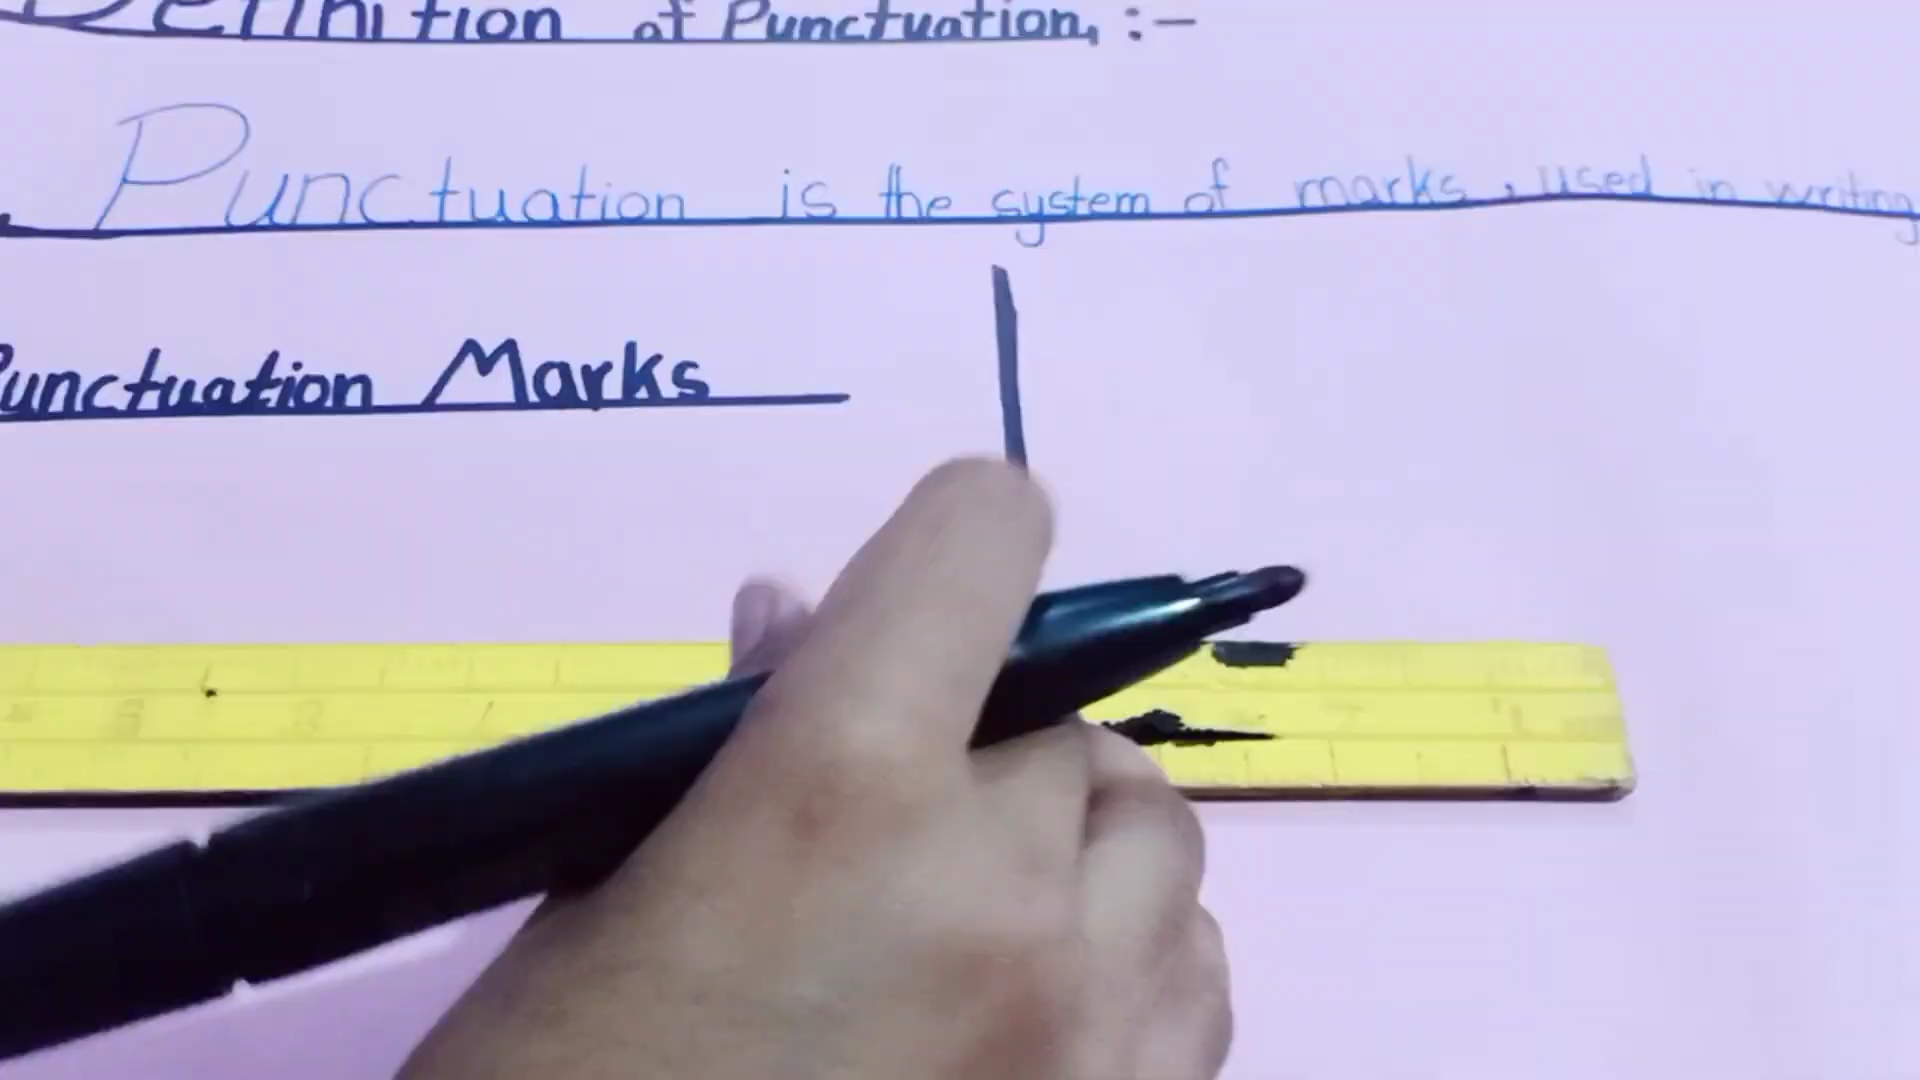 Definition of Punctuation, :-
Punctuation is the system of marks, used in writing
Punctuation Marks